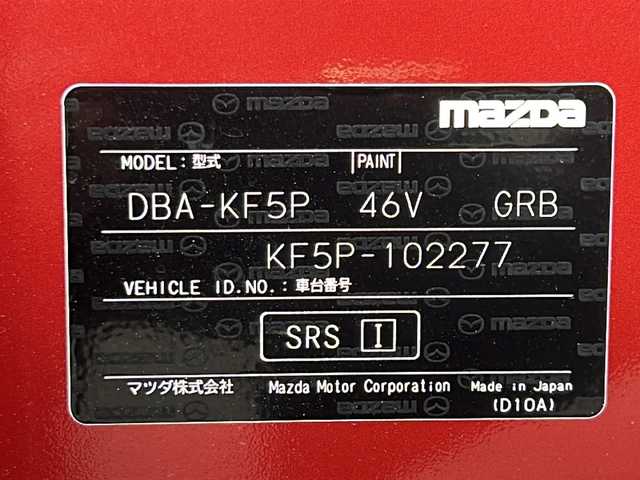 mazda
MODEL：型式 |PAINT|
DBA-KF5P 46V GRB
KF5P-102277
VEHICLE ID.NO.：車台番号
SRS I
マツダ株式会社 Mazda Motor Corporation Made in Japan
(D10A)